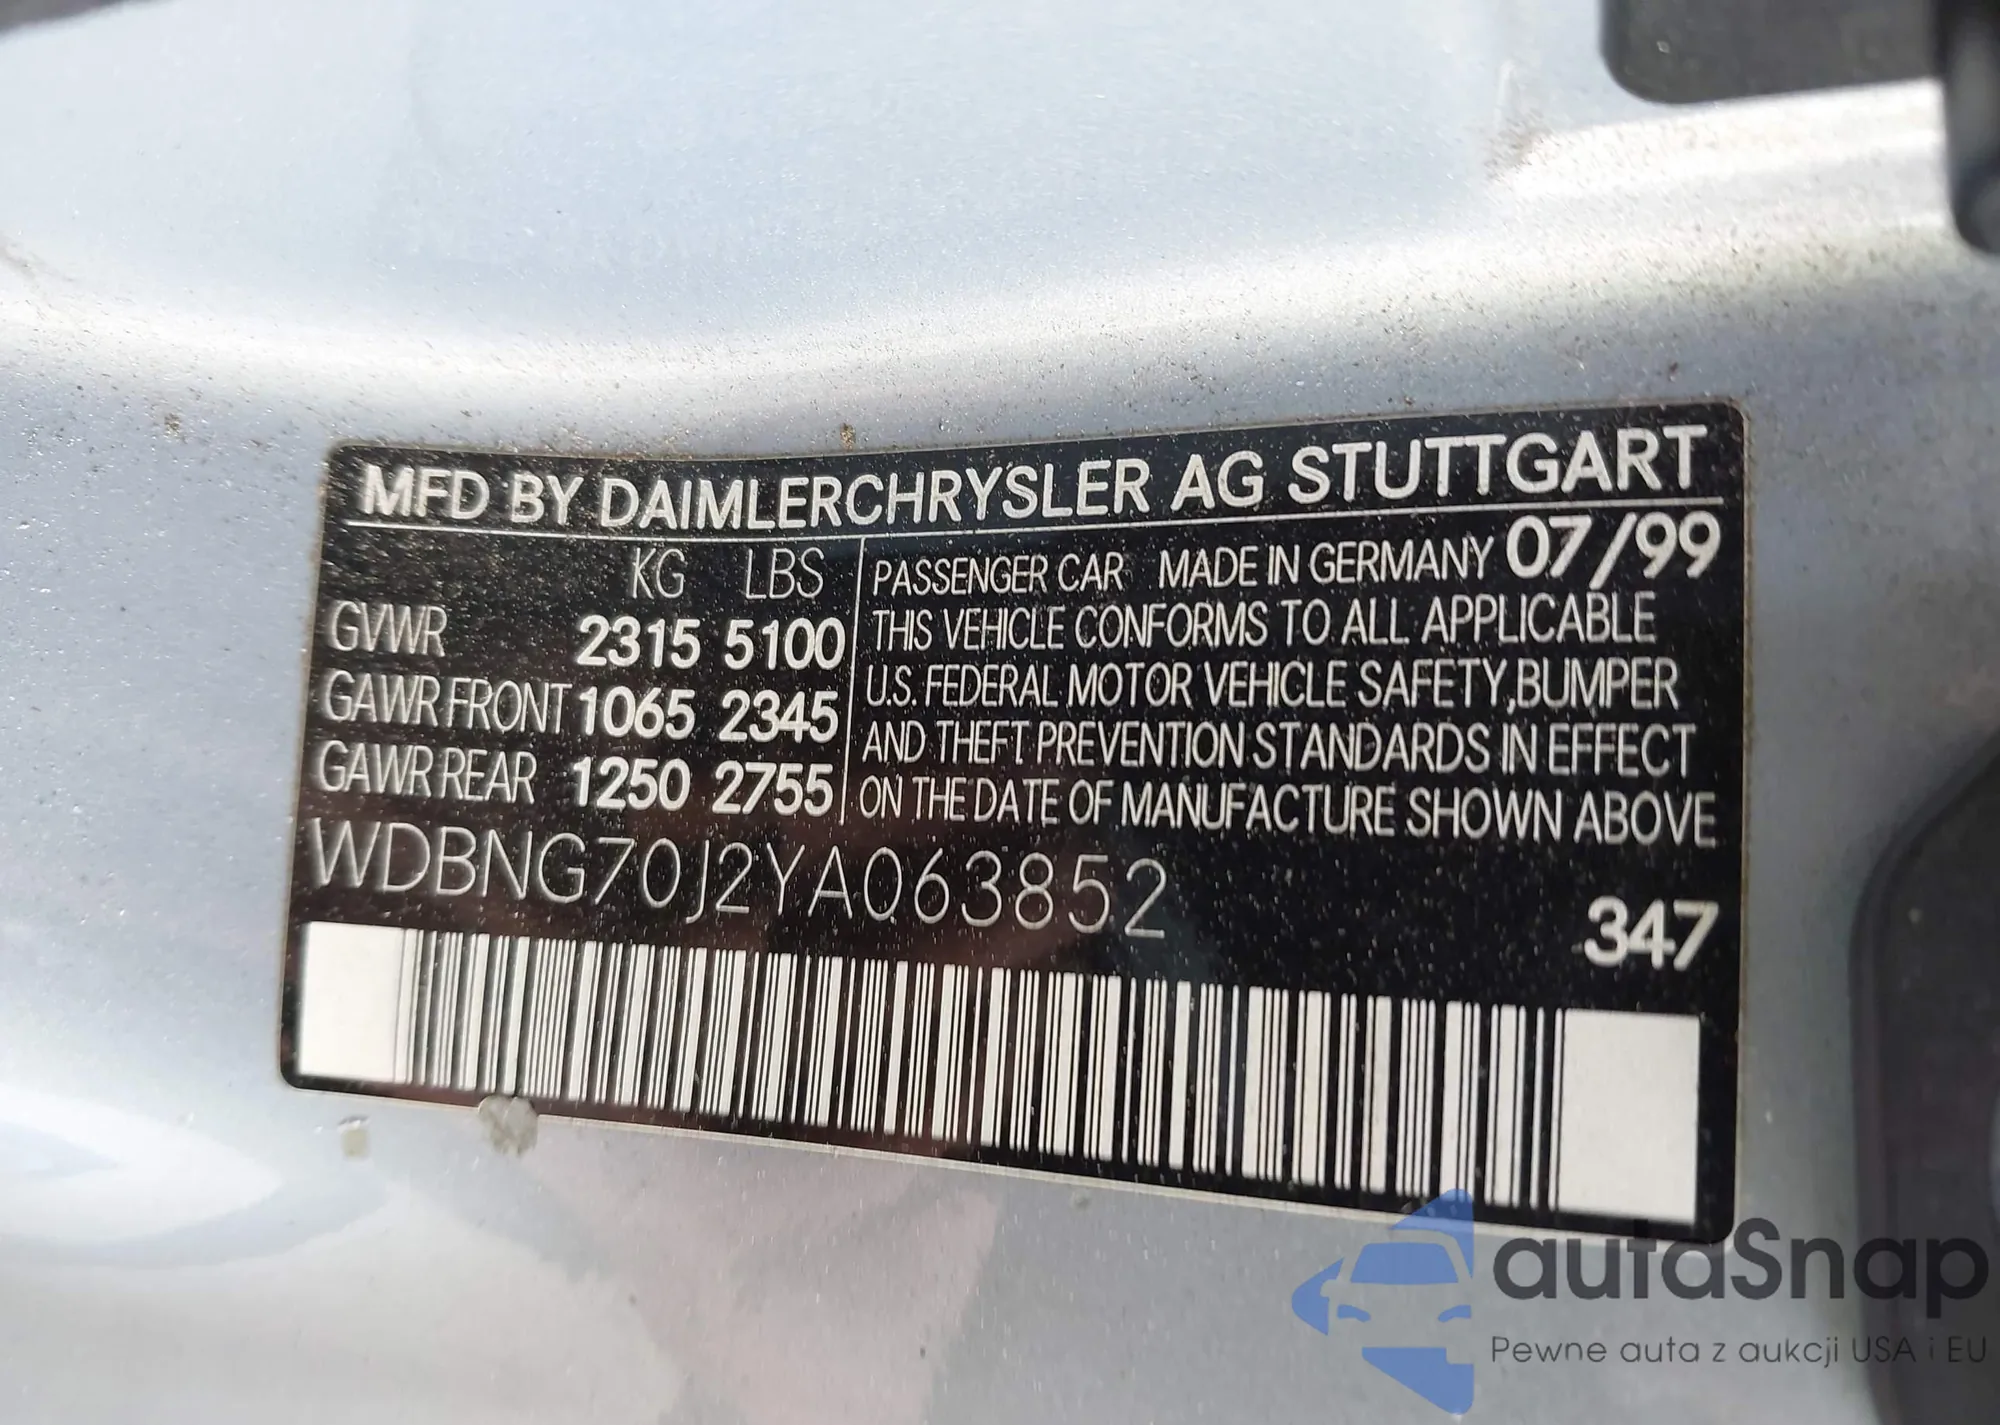 MFD BY DAIMLERCHRYSLER AG STUTTGART
KG LBS
GVWR 2315 5100
GAWR FRONT 1065 2345
GAWR REAR 1250 2755
PASSENGER CAR MADE IN GERMANY 07/99
THIS VEHICLE CONFORMS TO ALL APPLICABLE
U.S. FEDERAL MOTOR VEHICLE SAFETY, BUMPER
AND THEFT PREVENTION STANDARDS IN EFFECT
ON THE DATE OF MANUFACTURE SHOWN ABOVE
WDBNG70J2YA063852
347
autaSnap
Pewne auta z aukcji USA i EU